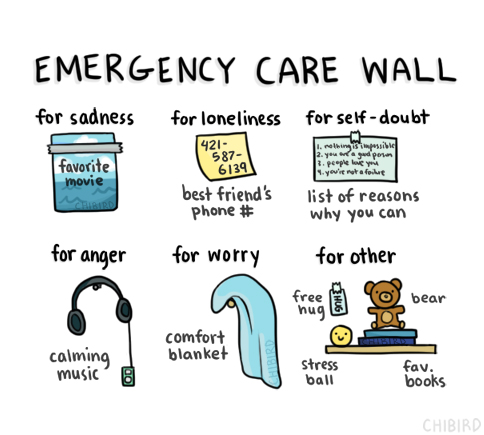 EMERGENCY CARE WALL
for sadness
favorite
movie
CHIBIRD
for loneliness
421-
587-
6139
best friend's
phone #
for self-doubt
1. nothing is impossible
2. you are a good person
3. people love you
4. you're not a failure
list of reasons
why you can
for anger
calming
music
for worry
comfort
blanket
CHIBIRD
for other
free
hug
HUG
bear
CHIBIRD
stress
ball
fav.
books
CHIBIRD